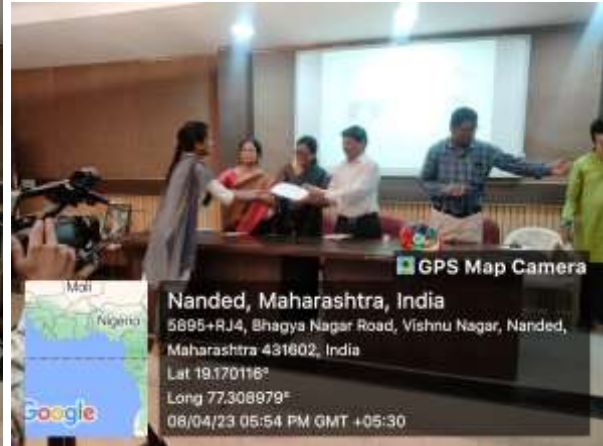 GPS Map Camera
Mali
Nigeria
Google
Nanded, Maharashtra, India
5895+RJ4, Bhagya Nagar Road, Vishnu Nagar, Nanded,
Maharashtra 431602, India
Lat 19.170116°
Long 77.308979°
08/04/23 05:54 PM GMT +05:30